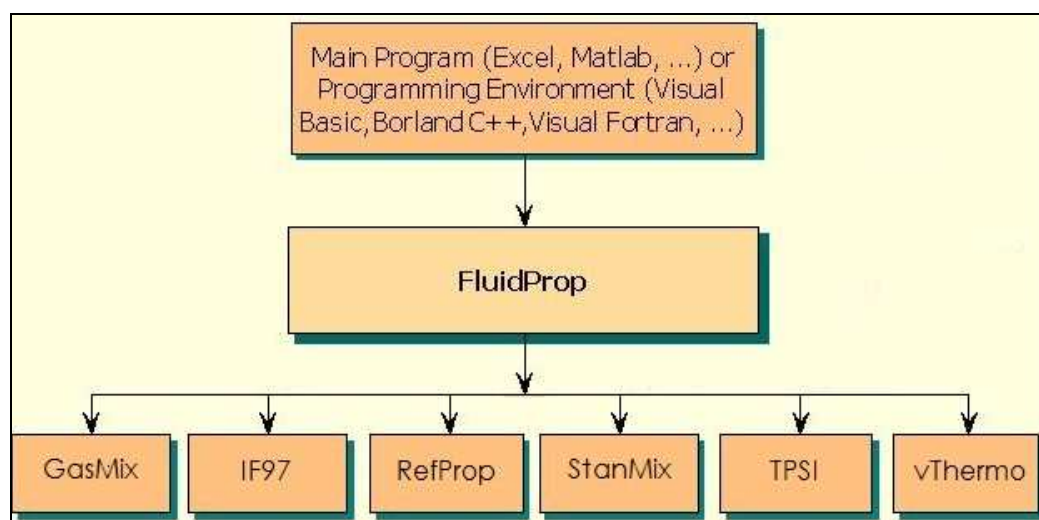 Main Program (Excel, Matlab, ...) or
Programming Environment (Visual
Basic,Borland C++,Visual Fortran, ...)
FluidProp
GasMix
IF97
RefProp
StanMix
TPSI
vThermo